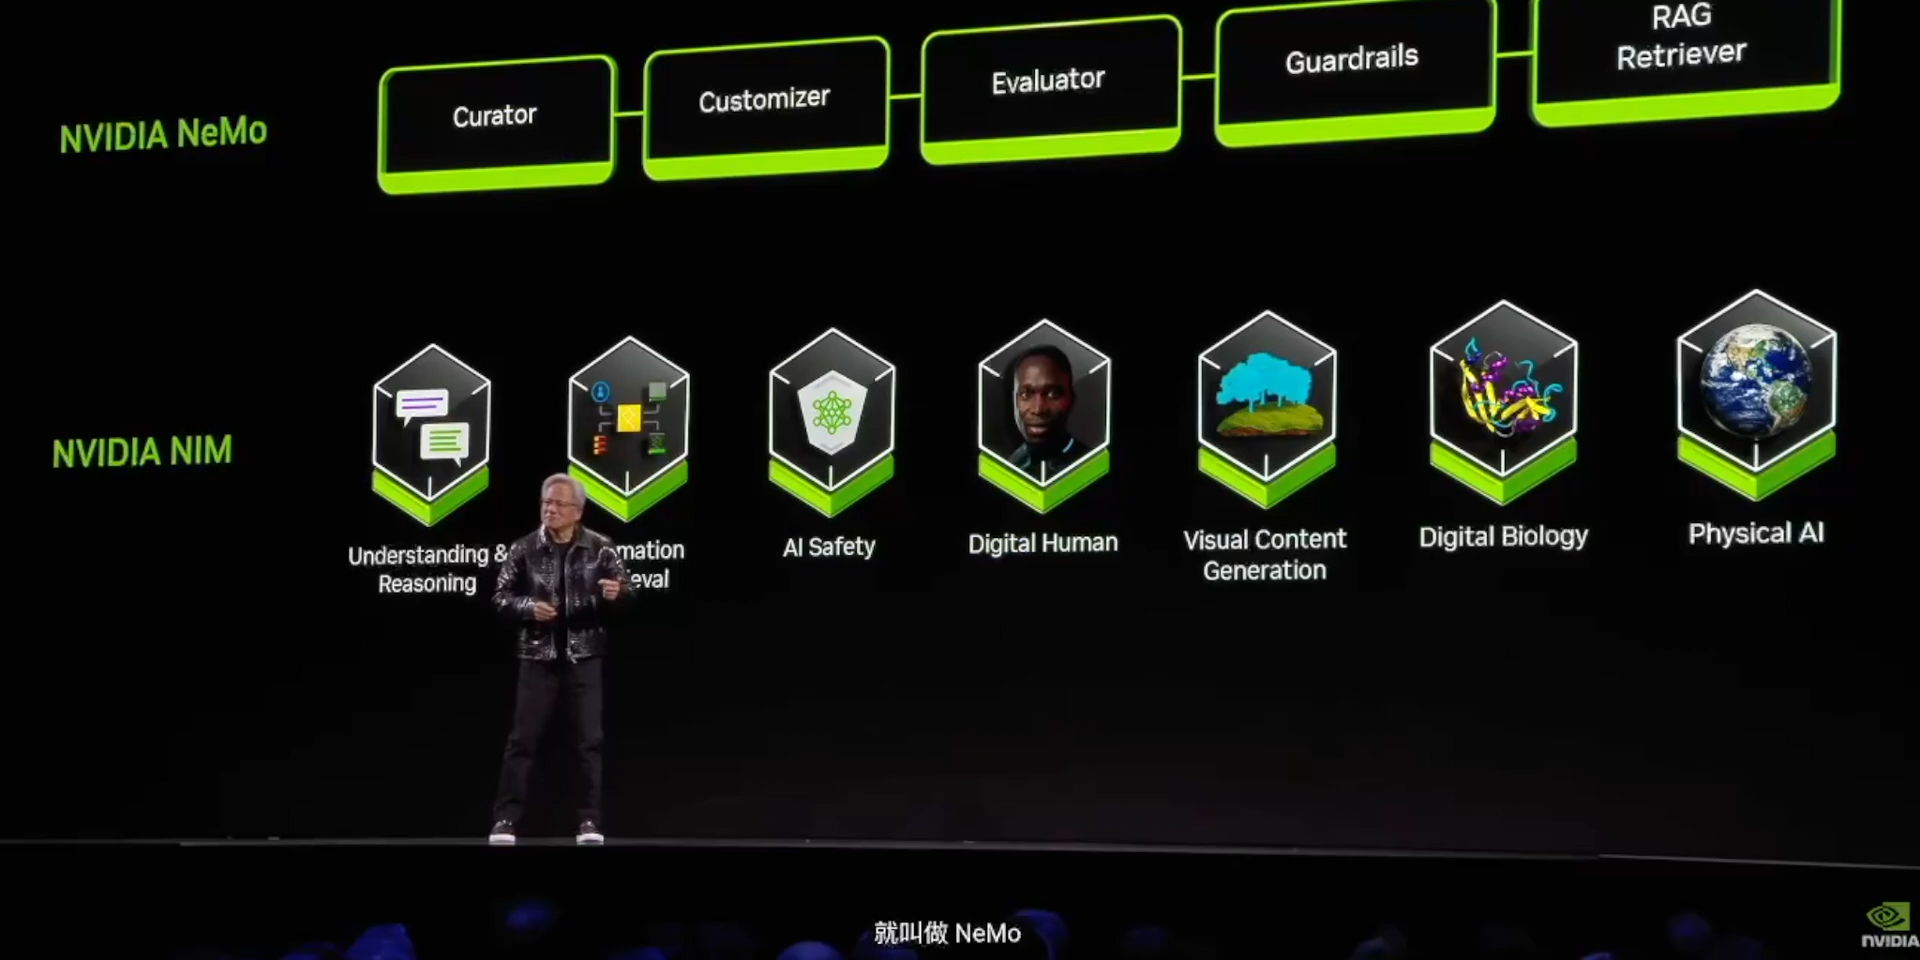 RAG
Retriever
Guardrails
Evaluator
Customizer
Curator
NVIDIA NeMo
NVIDIA NIM
Understanding &
Reasoning
AI Safety
Digital Human
Visual Content
Generation
Digital Biology
Physical AI
就叫做 NeMo
NVIDIA